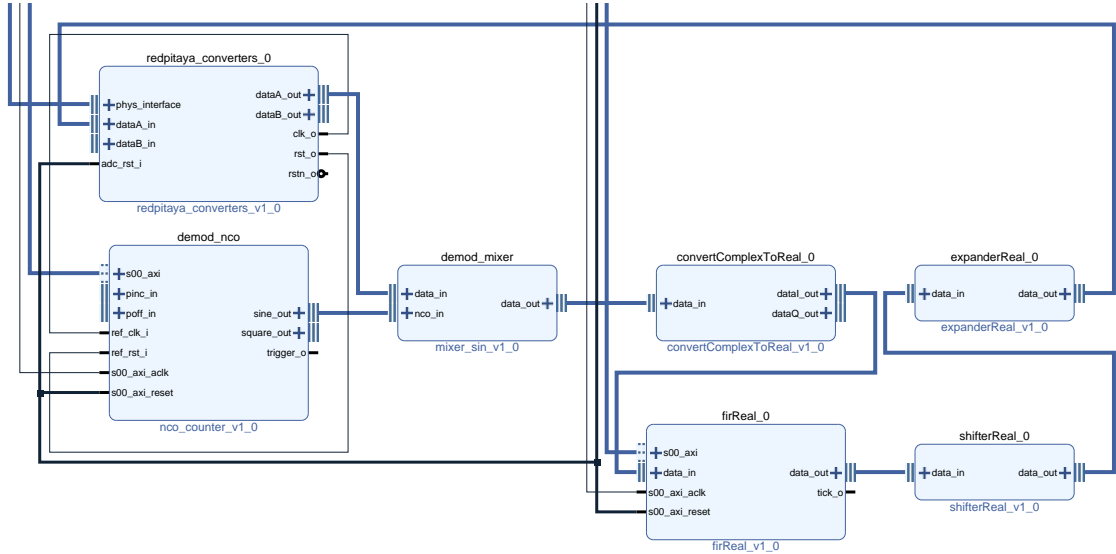 redpitaya_converters_0
phys_interface
dataA_in
dataB_in
adc_rst_i
dataA_out
dataB_out
clk_o
rst_o
rstn_o
redpitaya_converters_v1_0
demod_nco
s00_axi
pinc_in
poff_in
ref_clk_i
ref_rst_i
s00_axi_aclk
s00_axi_reset
sine_out
square_out
trigger_o
nco_counter_v1_0
demod_mixer
data_in
nco_in
data_out
mixer_sin_v1_0
convertComplexToReal_0
data_in
dataI_out
dataQ_out
convertComplexToReal_v1_0
expanderReal_0
data_in
data_out
expanderReal_v1_0
firReal_0
s00_axi
data_in
s00_axi_aclk
s00_axi_reset
data_out
tick_o
firReal_v1_0
shifterReal_0
data_in
data_out
shifterReal_v1_0